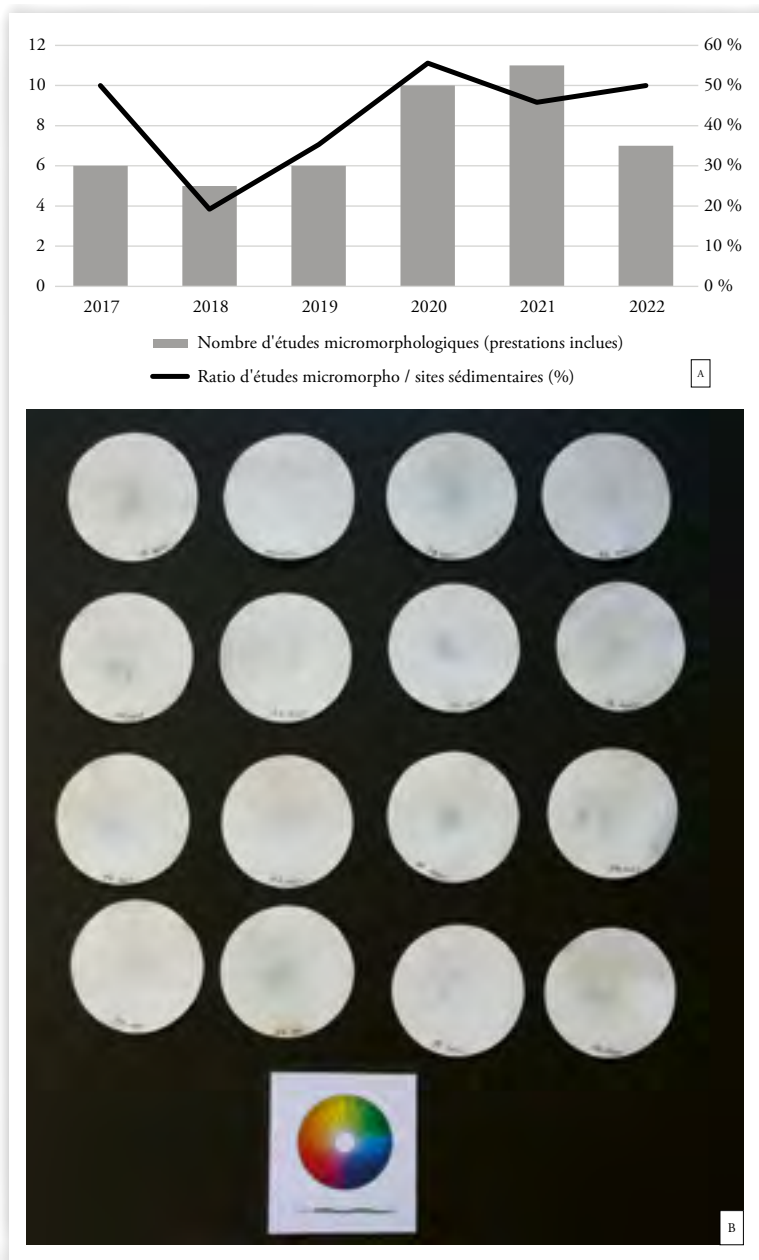 12 60 %
10 50 %
8 40 %
6 30 %
4 20 %
2 10 %
0 0 %
2017 2018 2019 2020 2021 2022
Nombre d'études micromorphologiques (prestations inclues)
Ratio d'études micromorpho / sites sédimentaires (%)
A
B